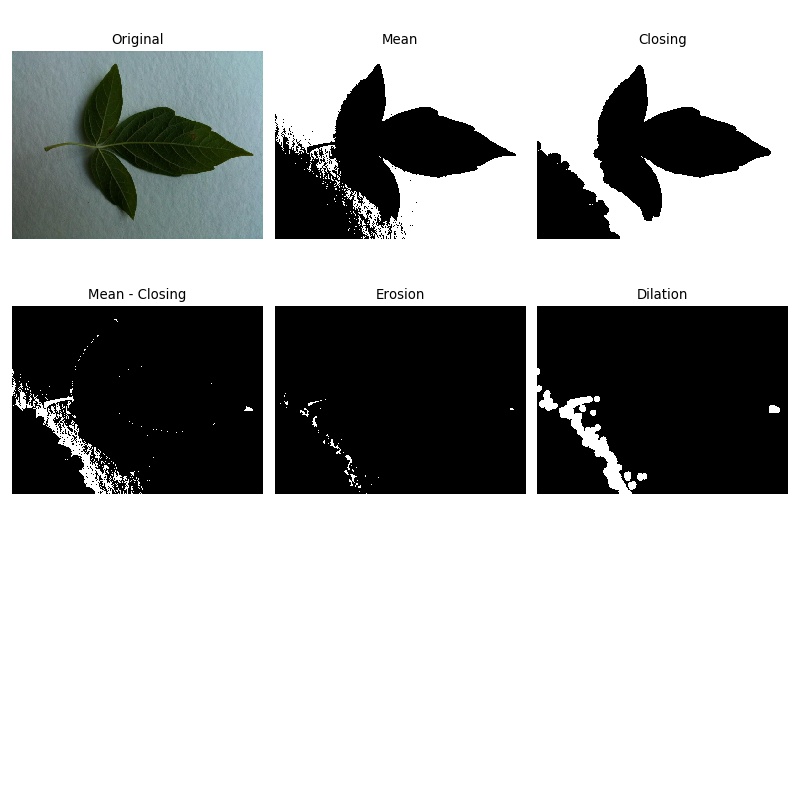 Original
Mean
Closing
Mean - Closing
Erosion
Dilation